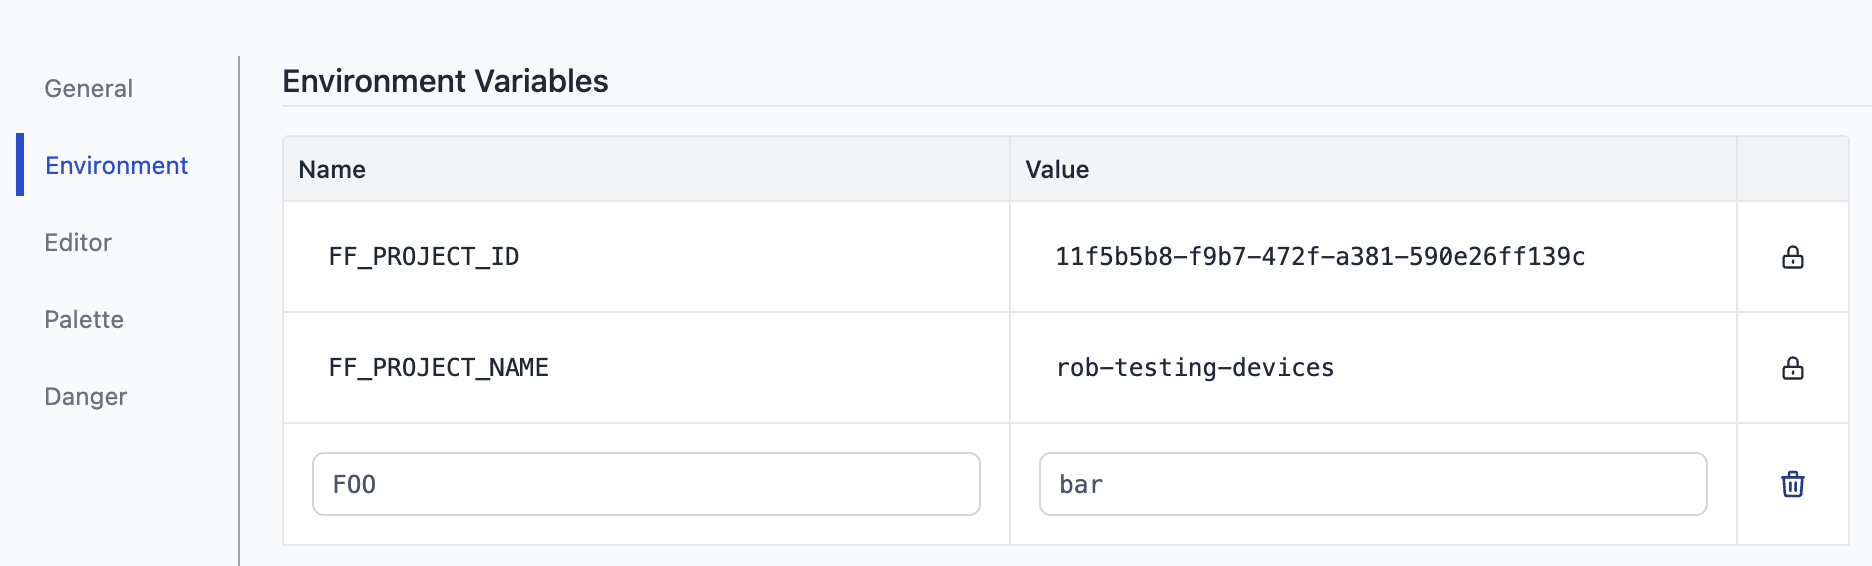 General
Environment
Editor
Palette
Danger
Environment Variables
Name Value
FF_PROJECT_ID 11f5b5b8-f9b7-472f-a381-590e26ff139c
FF_PROJECT_NAME rob-testing-devices
FOO bar